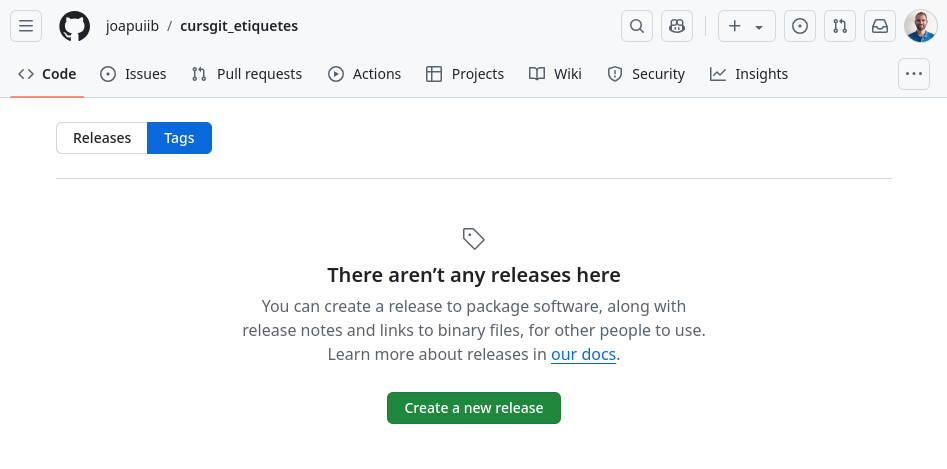 joapuiib / cursgit_etiquetes
Code Issues Pull requests Actions Projects Wiki Security Insights
Releases Tags
There aren’t any releases here
You can create a release to package software, along with
release notes and links to binary files, for other people to use.
Learn more about releases in our docs.
Create a new release